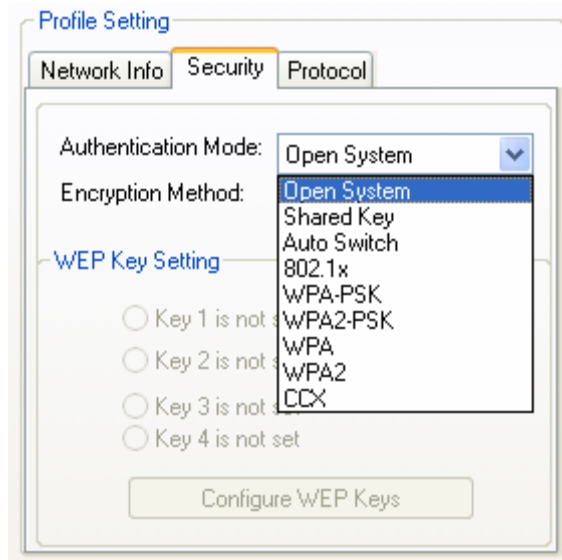 Profile Setting
Network Info Security Protocol
Authentication Mode: Open System
Encryption Method:
Open System
Shared Key
Auto Switch
802.1x
WPA-PSK
WPA2-PSK
WPA
WPA2
CCX
WEP Key Setting
Key 1 is not
Key 2 is not
Key 3 is not
Key 4 is not set
Configure WEP Keys